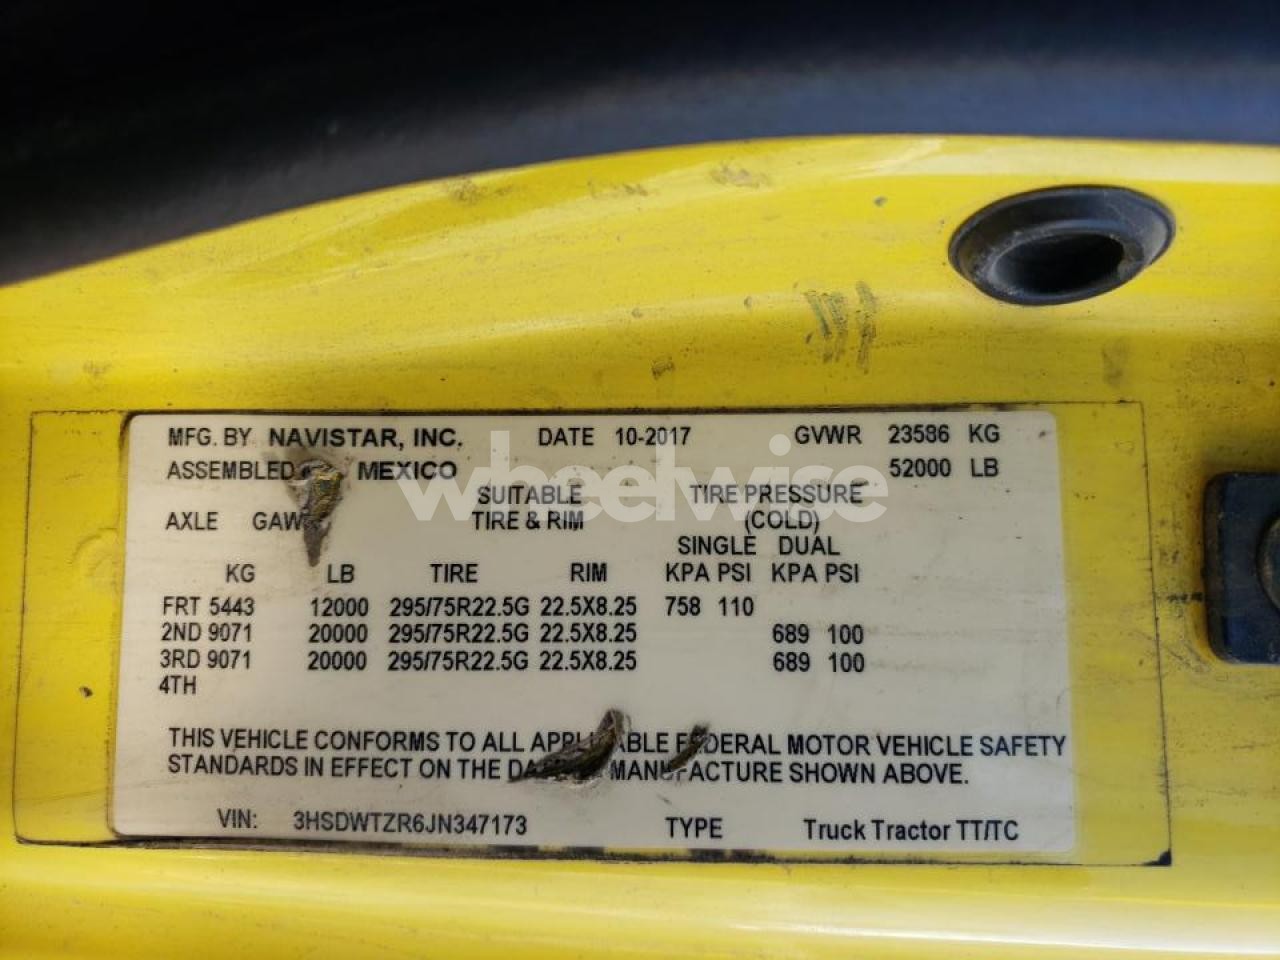 MFG. BY NAVISTAR, INC. DATE 10-2017 GVWR 23586 KG
ASSEMBLED MEXICO 52000 LB
wheelwise
SUITABLE TIRE PRESSURE
AXLE TIRE & RIM (COLD)
SINGLE DUAL
KG LB TIRE RIM KPA PSI KPA PSI
FRT 5443 12000 295/75R22.5G 22.5X8.25 758 110
2ND 9071 20000 295/75R22.5G 22.5X8.25 689 100
3RD 9071 20000 295/75R22.5G 22.5X8.25 689 100
4TH
THIS VEHICLE CONFORMS TO ALL APPLICABLE FEDERAL MOTOR VEHICLE SAFETY
STANDARDS IN EFFECT ON THE MANUFACTURE SHOWN ABOVE.
VIN: 3HSDWTZR6JN347173 TYPE Truck Tractor TT/TC